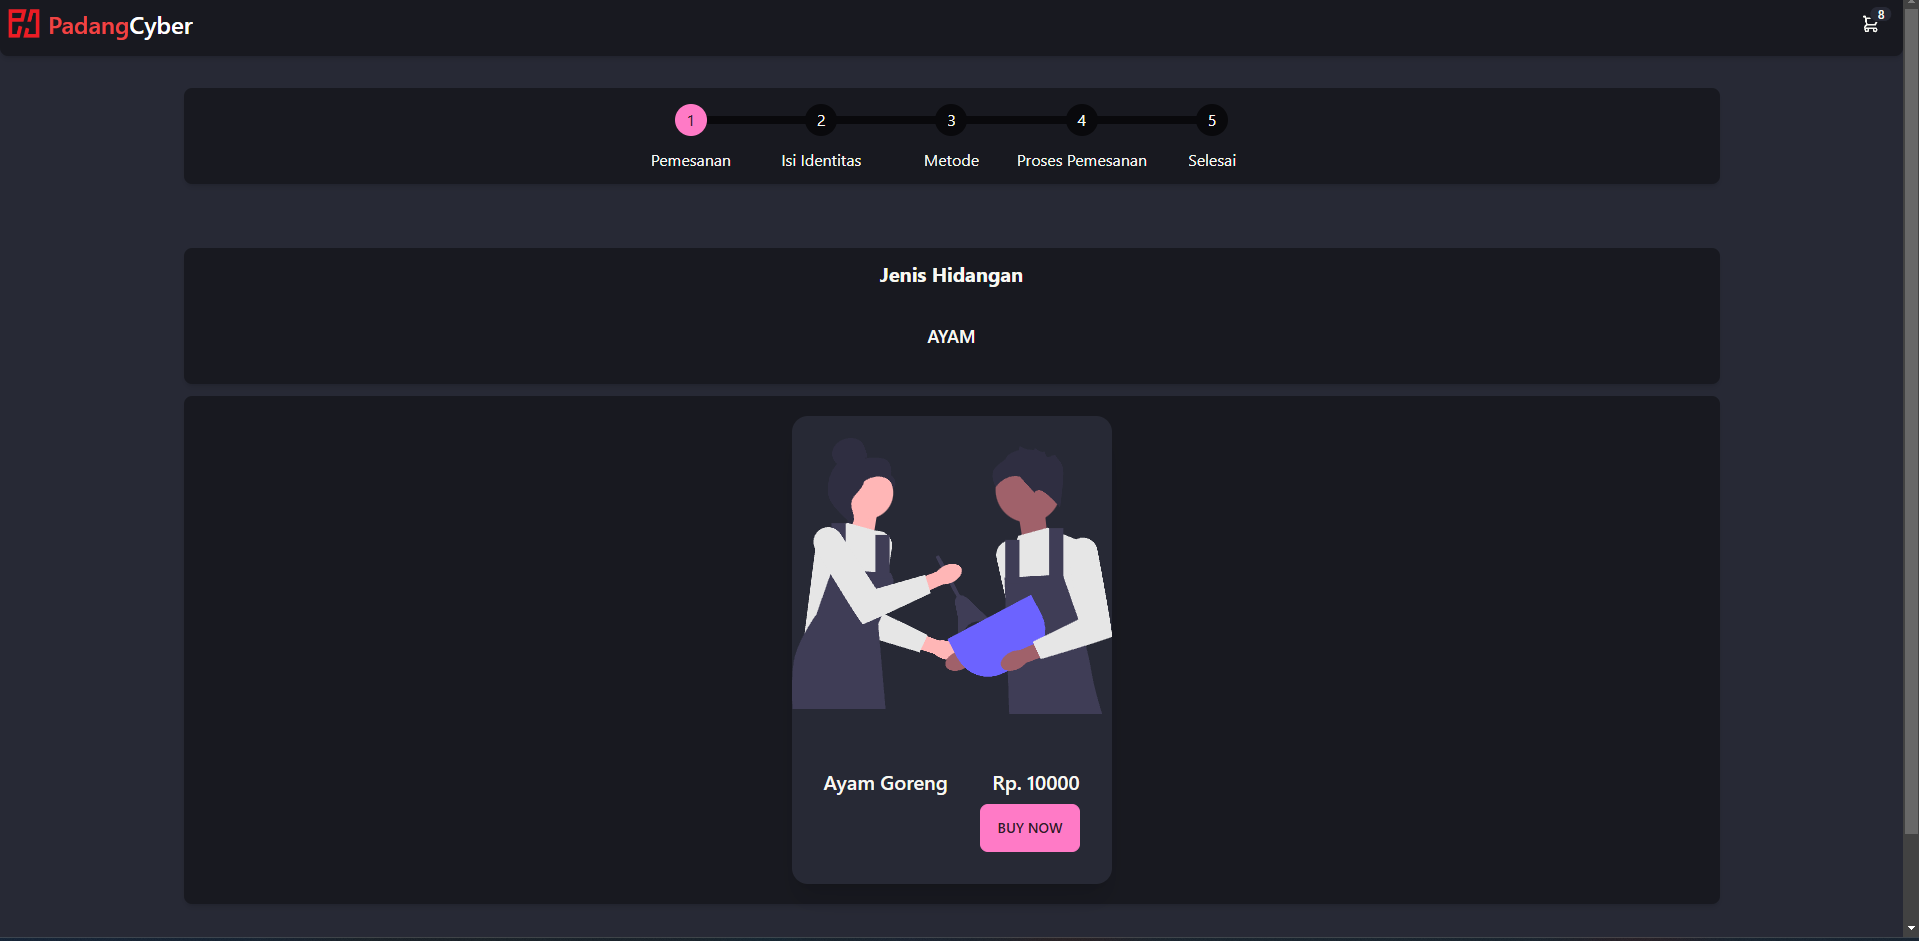 PadangCyber
8
1 2 3 4 5
Pemesanan Isi Identitas Metode Proses Pemesanan Selesai
Jenis Hidangan
AYAM
Ayam Goreng Rp. 10000
BUY NOW